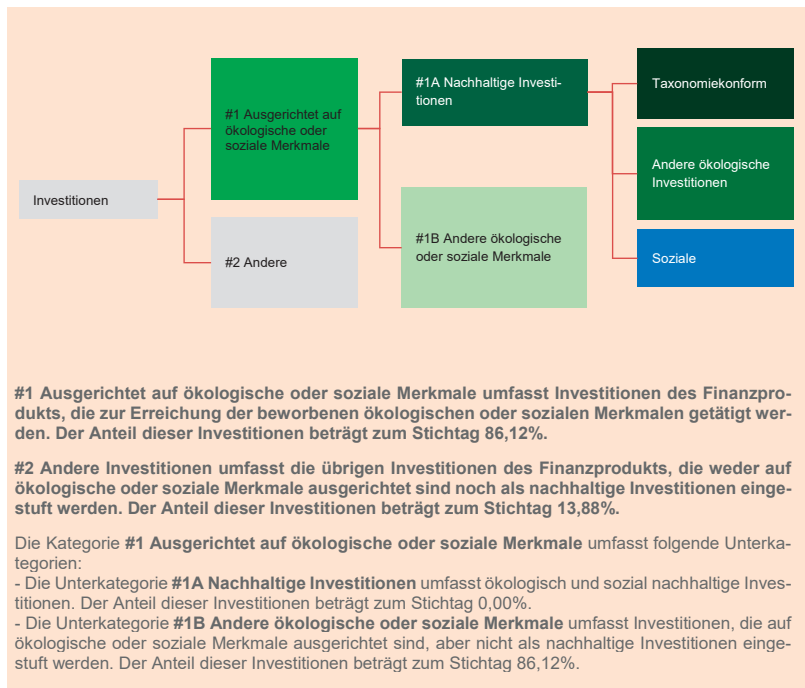 Investitionen
#1 Ausgerichtet auf
ökologische oder
soziale Merkmale
#2 Andere
#1A Nachhaltige Investi-
tionen
#1B Andere ökologische
oder soziale Merkmale
Taxonomiekonform
Andere ökologische
Investitionen
Soziale
#1 Ausgerichtet auf ökologische oder soziale Merkmale umfasst Investitionen des Finanzpro-
dukts, die zur Erreichung der beworbenen ökologischen oder sozialen Merkmalen getätigt wer-
den. Der Anteil dieser Investitionen beträgt zum Stichtag 86,12%.
#2 Andere Investitionen umfasst die übrigen Investitionen des Finanzprodukts, die weder auf
ökologische oder soziale Merkmale ausgerichtet sind noch als nachhaltige Investitionen einge-
stuft werden. Der Anteil dieser Investitionen beträgt zum Stichtag 13,88%.
Die Kategorie #1 Ausgerichtet auf ökologische oder soziale Merkmale umfasst folgende Unterka-
tegorien:
- Die Unterkategorie #1A Nachhaltige Investitionen umfasst ökologisch und sozial nachhaltige Inves-
titionen. Der Anteil dieser Investitionen beträgt zum Stichtag 0,00%.
- Die Unterkategorie #1B Andere ökologische oder soziale Merkmale umfasst Investitionen, die auf
ökologische oder soziale Merkmale ausgerichtet sind, aber nicht als nachhaltige Investitionen einge-
stuft werden. Der Anteil dieser Investitionen beträgt zum Stichtag 86,12%.